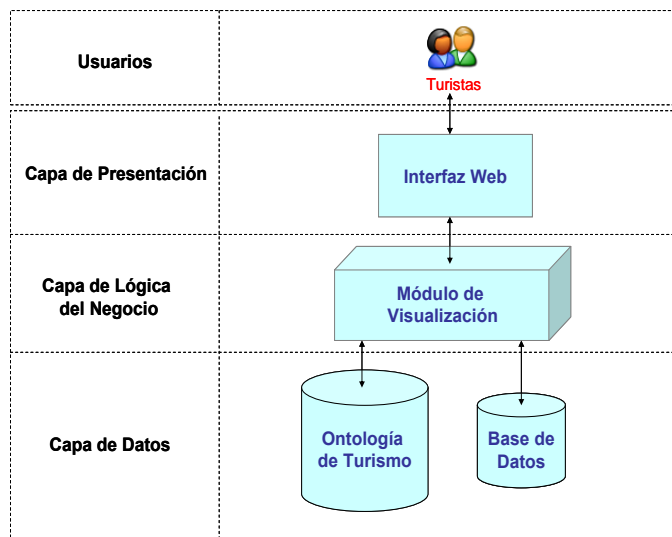 Usuarios
Turistas
Capa de Presentación
Interfaz Web
Capa de Lógica
del Negocio
Módulo de
Visualización
Capa de Datos
Ontología
de Turismo
Base de
Datos